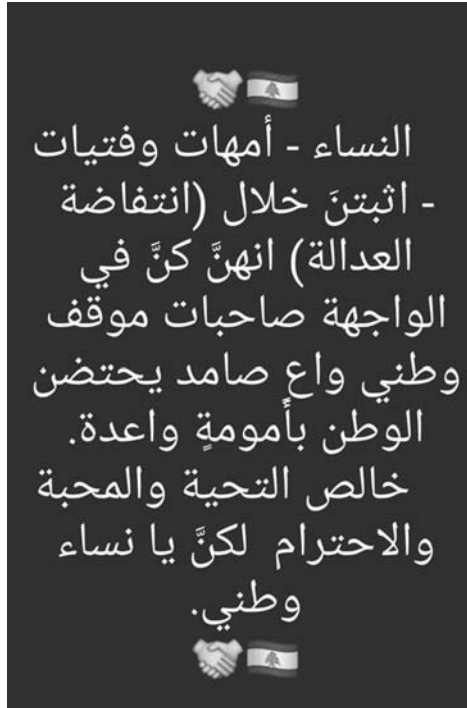 🇱🇧🤝
النساء - أمهات وفتيات
- اثبتنَ خلال (انتفاضة
العدالة) انهنَّ كنَّ في
الواجهة صاحبات موقف
وطني واعٍ صامد يحتضن
الوطن بأمومةٍ واعدة.
خالص التحية والمحبة
والاحترام لكنَّ يا نساء
وطني.
🇱🇧🤝